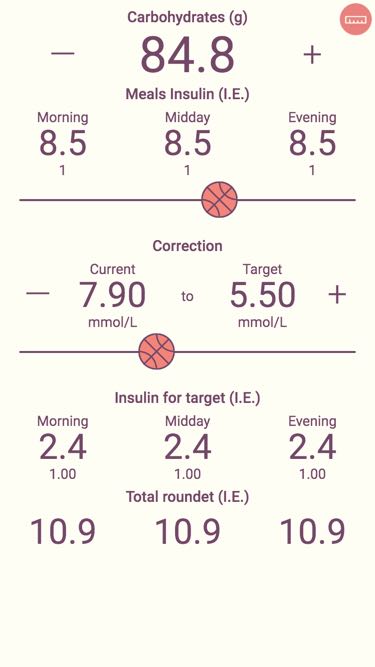 Carbohydrates (g)
— 84.8 +
Meals Insulin (I.E.)
Morning Midday Evening
8.5 8.5 8.5
1 1 1
Correction
Current Target
— 7.90 to 5.50 +
mmol/L mmol/L
Insulin for target (I.E.)
Morning Midday Evening
2.4 2.4 2.4
1.00 1.00 1.00
Total roundet (I.E.)
10.9 10.9 10.9